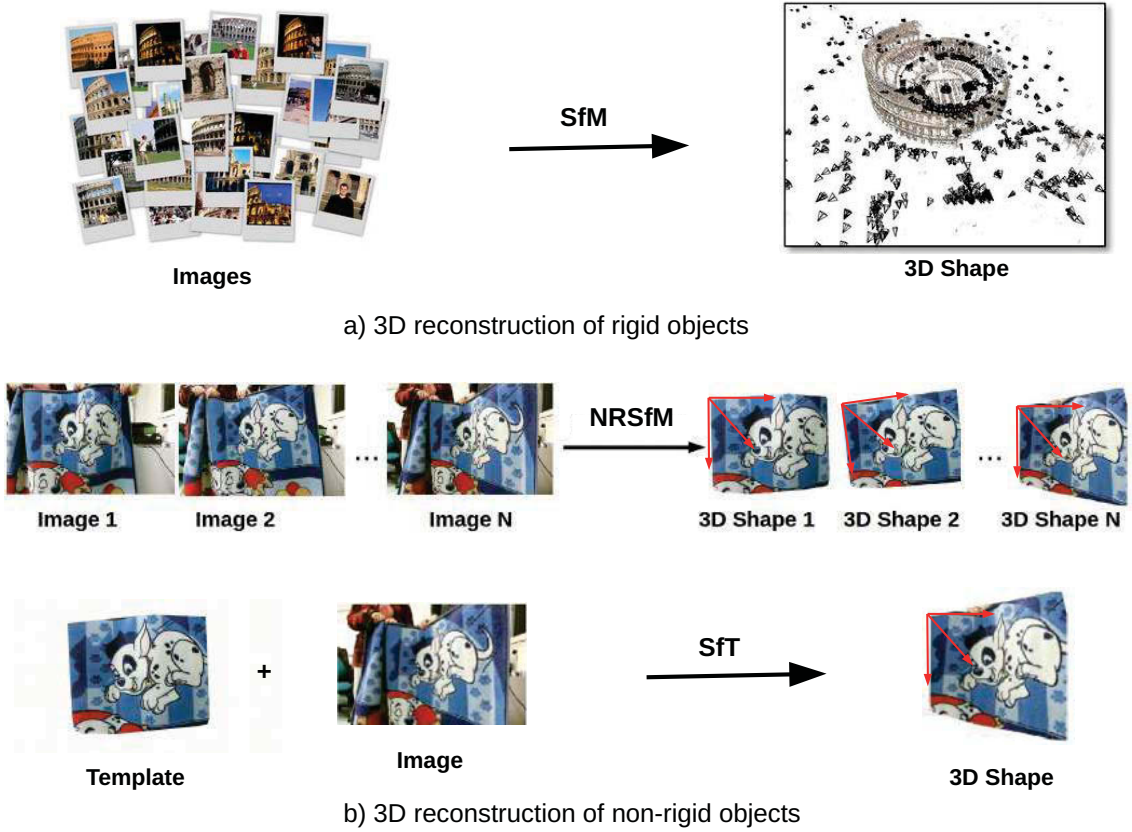 SfM
Images
3D Shape
a) 3D reconstruction of rigid objects
NRSfM
...
...
Image 1
Image 2
Image N
3D Shape 1
3D Shape 2
3D Shape N
+
SfT
Template
Image
3D Shape
b) 3D reconstruction of non-rigid objects